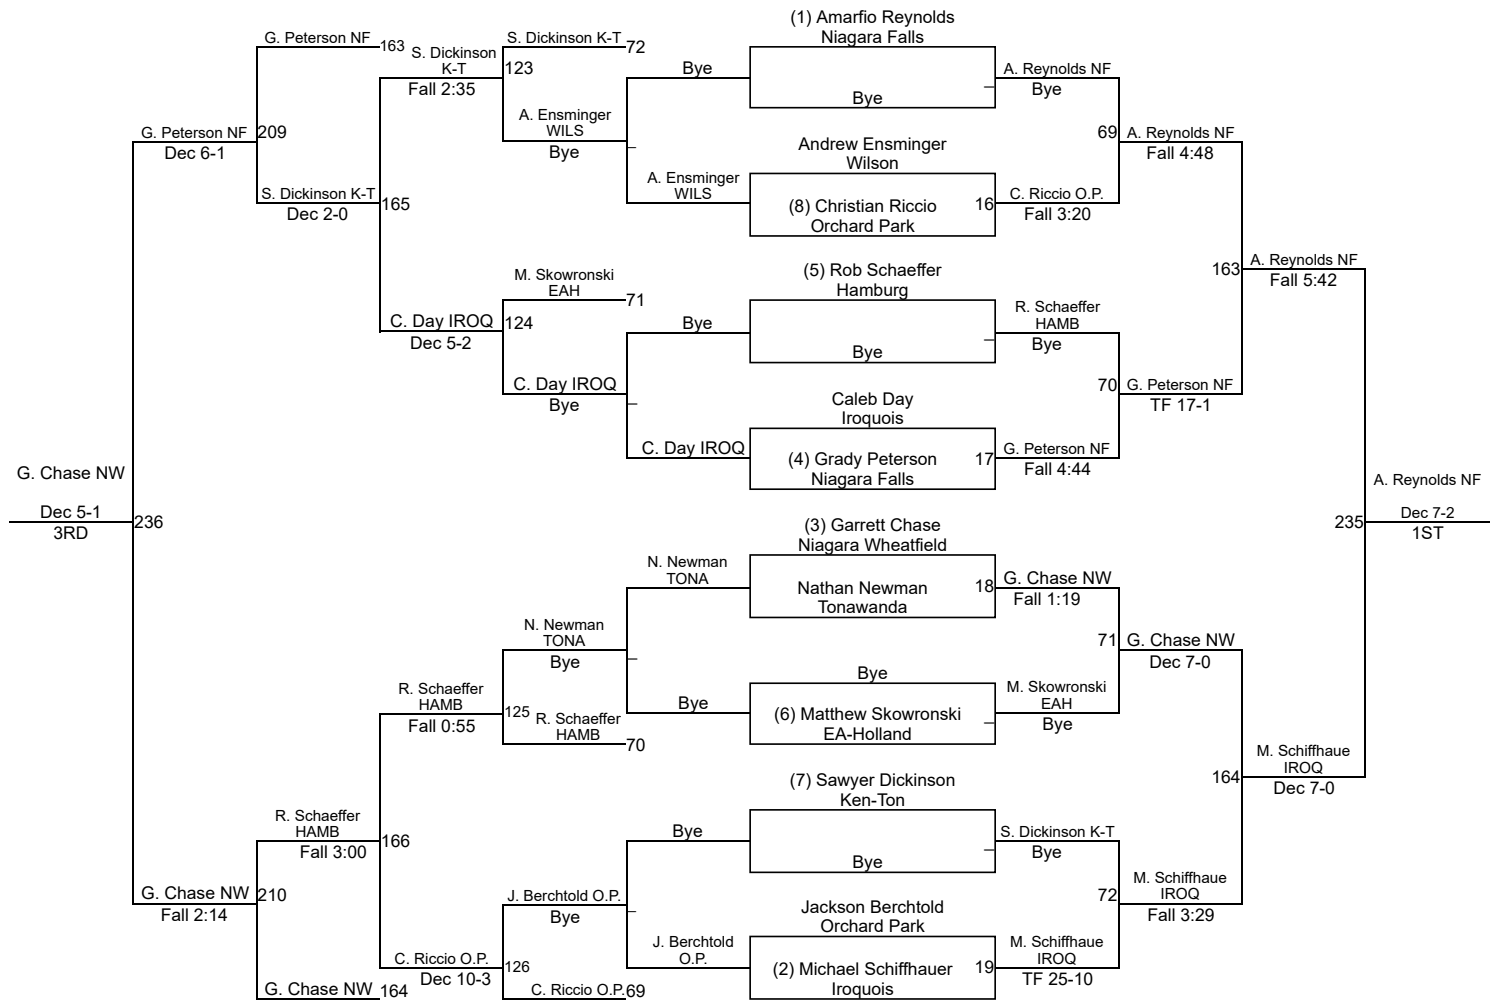 (1) Amarfio Reynolds
Niagara Falls
G. Peterson NF
163
S. Dickinson
K-T
Fall 2:35
S. Dickinson K-T
72
123
Bye
Bye
A. Reynolds NF
Bye
A. Ensminger
WILS
Bye
G. Peterson NF
209
Dec 6-1
69
A. Reynolds NF
Fall 4:48
Andrew Ensminger
Wilson
A. Ensminger
WILS
S. Dickinson K-T
Dec 2-0
165
(8) Christian Riccio
Orchard Park
16
C. Riccio O.P.
Fall 3:20
(5) Rob Schaeffer
Hamburg
M. Skowronski
EAH
71
163
A. Reynolds NF
Fall 5:42
C. Day IROQ
124
Dec 5-2
Bye
Bye
R. Schaeffer
HAMB
Bye
C. Day IROQ
Bye
70
G. Peterson NF
TF 17-1
Caleb Day
Iroquois
C. Day IROQ
(4) Grady Peterson
Niagara Falls
17
G. Peterson NF
Fall 4:44
G. Chase NW
Dec 5-1
3RD
236
A. Reynolds NF
235
Dec 7-2
1ST
(3) Garrett Chase
Niagara Wheatfield
N. Newman
TONA
Nathan Newman
Tonawanda
18
G. Chase NW
Fall 1:19
N. Newman
TONA
Bye
71
G. Chase NW
Dec 7-0
Bye
R. Schaeffer
HAMB
Fall 0:55
125
R. Schaeffer
HAMB
70
Bye
(6) Matthew Skowronski
EA-Holland
M. Skowronski
EAH
Bye
M. Schiffhaue
IROQ
164
Dec 7-0
(7) Sawyer Dickinson
Ken-Ton
R. Schaeffer
HAMB
Fall 3:00
166
Bye
Bye
S. Dickinson K-T
Bye
G. Chase NW
210
Fall 2:14
J. Berchtold O.P.
Bye
72
M. Schiffhaue
IROQ
Fall 3:29
Jackson Berchtold
Orchard Park
J. Berchtold
O.P.
C. Riccio O.P.
126
Dec 10-3
(2) Michael Schiffhauer
Iroquois
19
M. Schiffhaue
IROQ
TF 25-10
G. Chase NW
164
C. Riccio O.P.
69